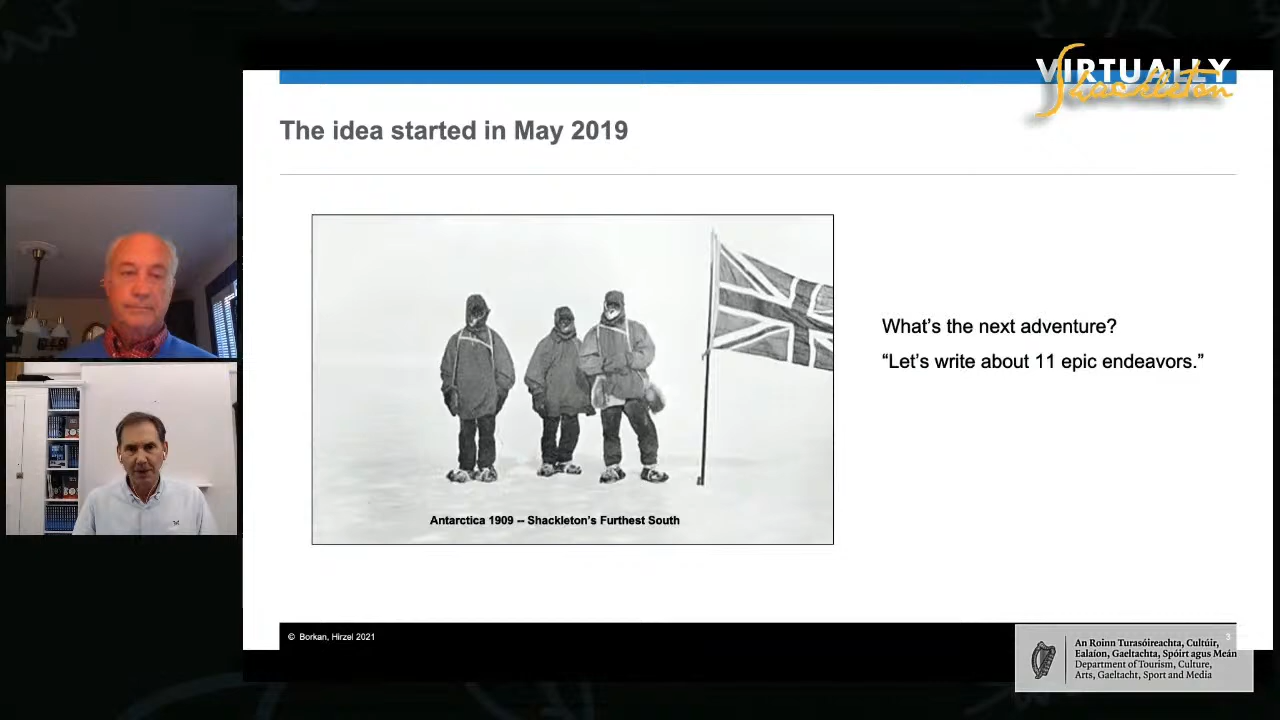 VIRTUALLY
Shackleton
The idea started in May 2019
What's the next adventure?
“Let's write about 11 epic endeavors.”
Antarctica 1909 -- Shackleton's Furthest South
© Borkan, Hirzel 2021
3
An Roinn Turasóireachta, Cultúir,
Ealaíon, Gaeltachta, Spóirt agus Meán
Department of Tourism, Culture,
Arts, Gaeltacht, Sport and Media